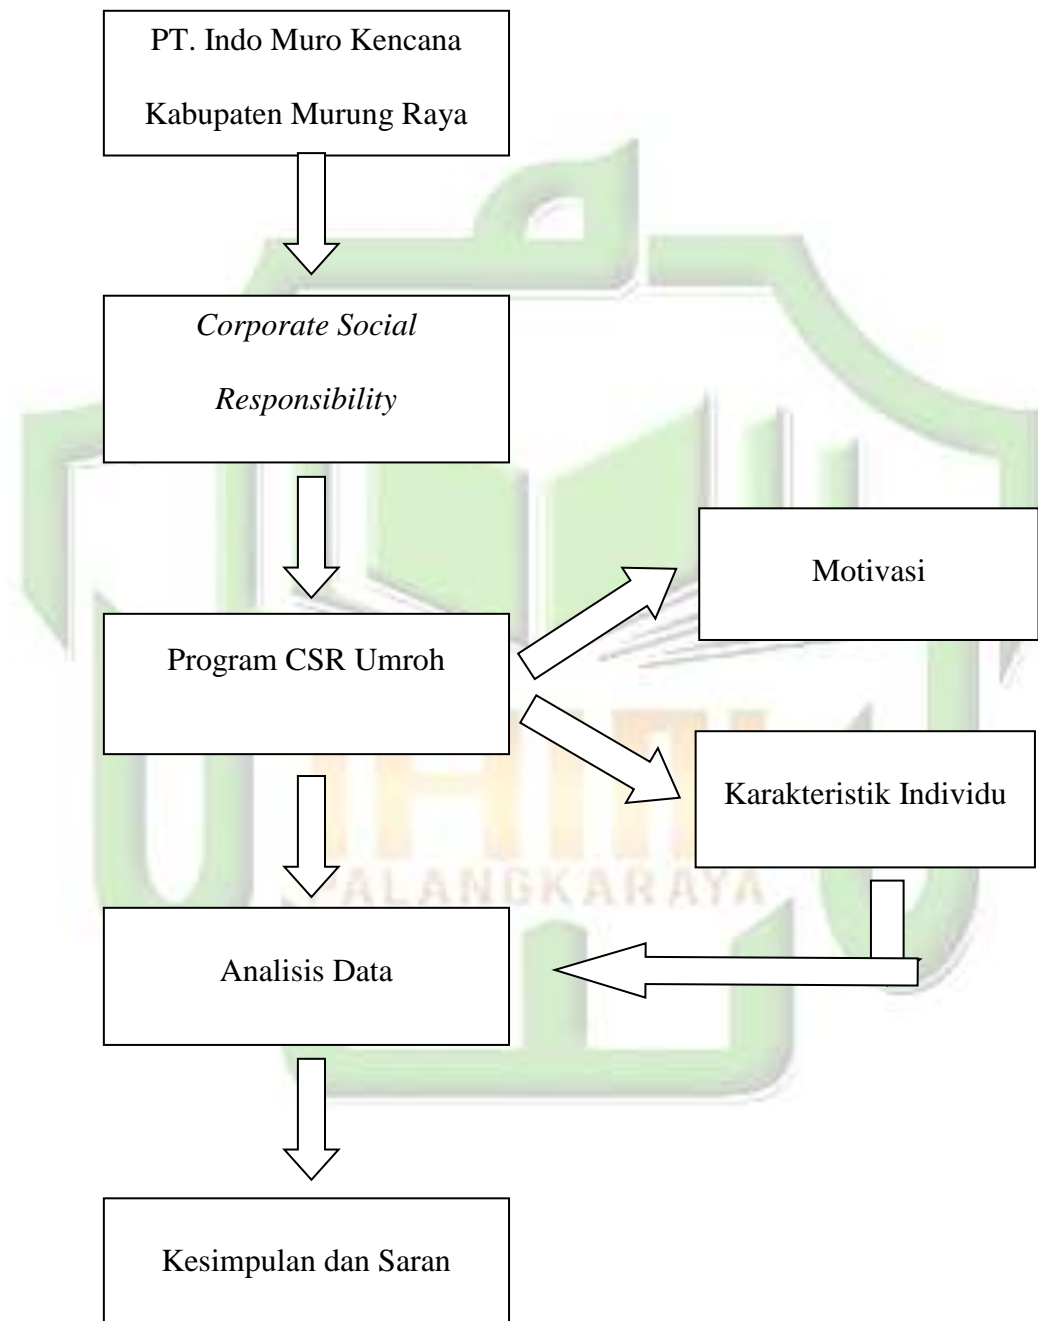 PT. Indo Muro Kencana
Kabupaten Murung Raya
Corporate Social
Responsibility
Program CSR Umroh
Motivasi
Karakteristik Individu
PALANGKARAYA
Analisis Data
Kesimpulan dan Saran